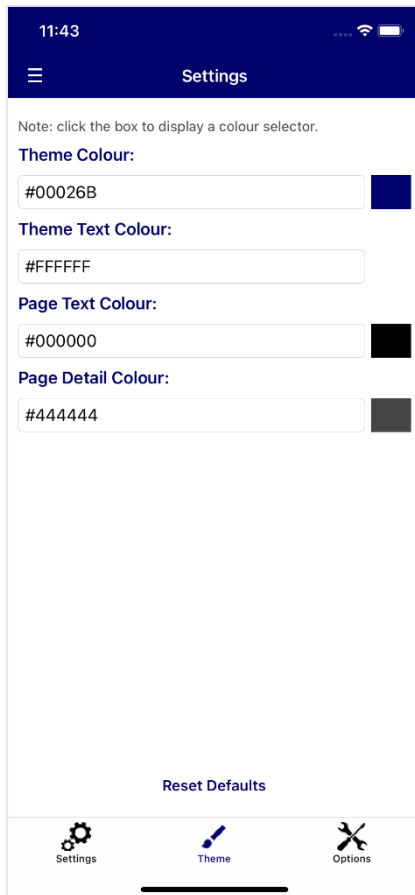 11:43
Settings
Note: click the box to display a colour selector.
Theme Colour:
#00026B
Theme Text Colour:
#FFFFFF
Page Text Colour:
#000000
Page Detail Colour:
#444444
Reset Defaults
Settings
Theme
Options